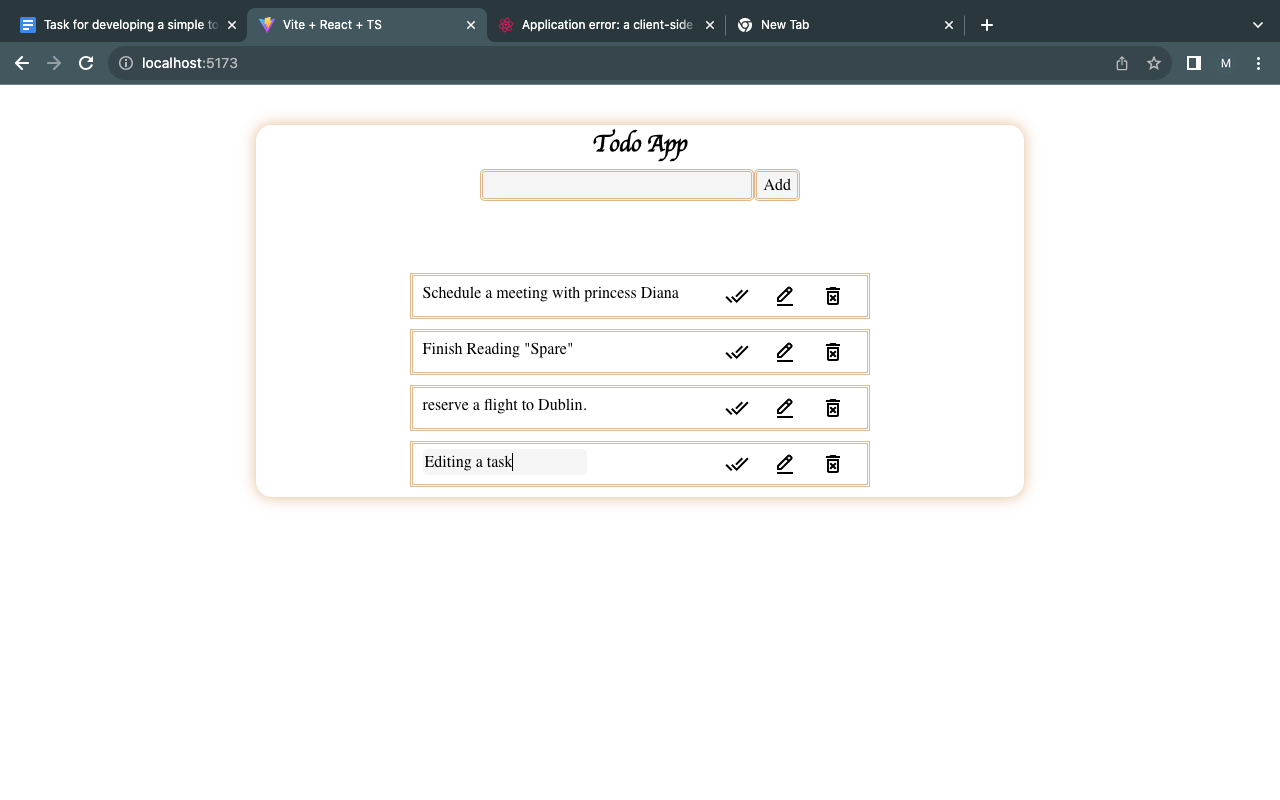 Task for developing a simple to
Vite + React + TS
Application error: a client-side
New Tab
localhost:5173
M
Todo App
Add
Schedule a meeting with princess Diana
Finish Reading "Spare"
reserve a flight to Dublin.
Editing a task